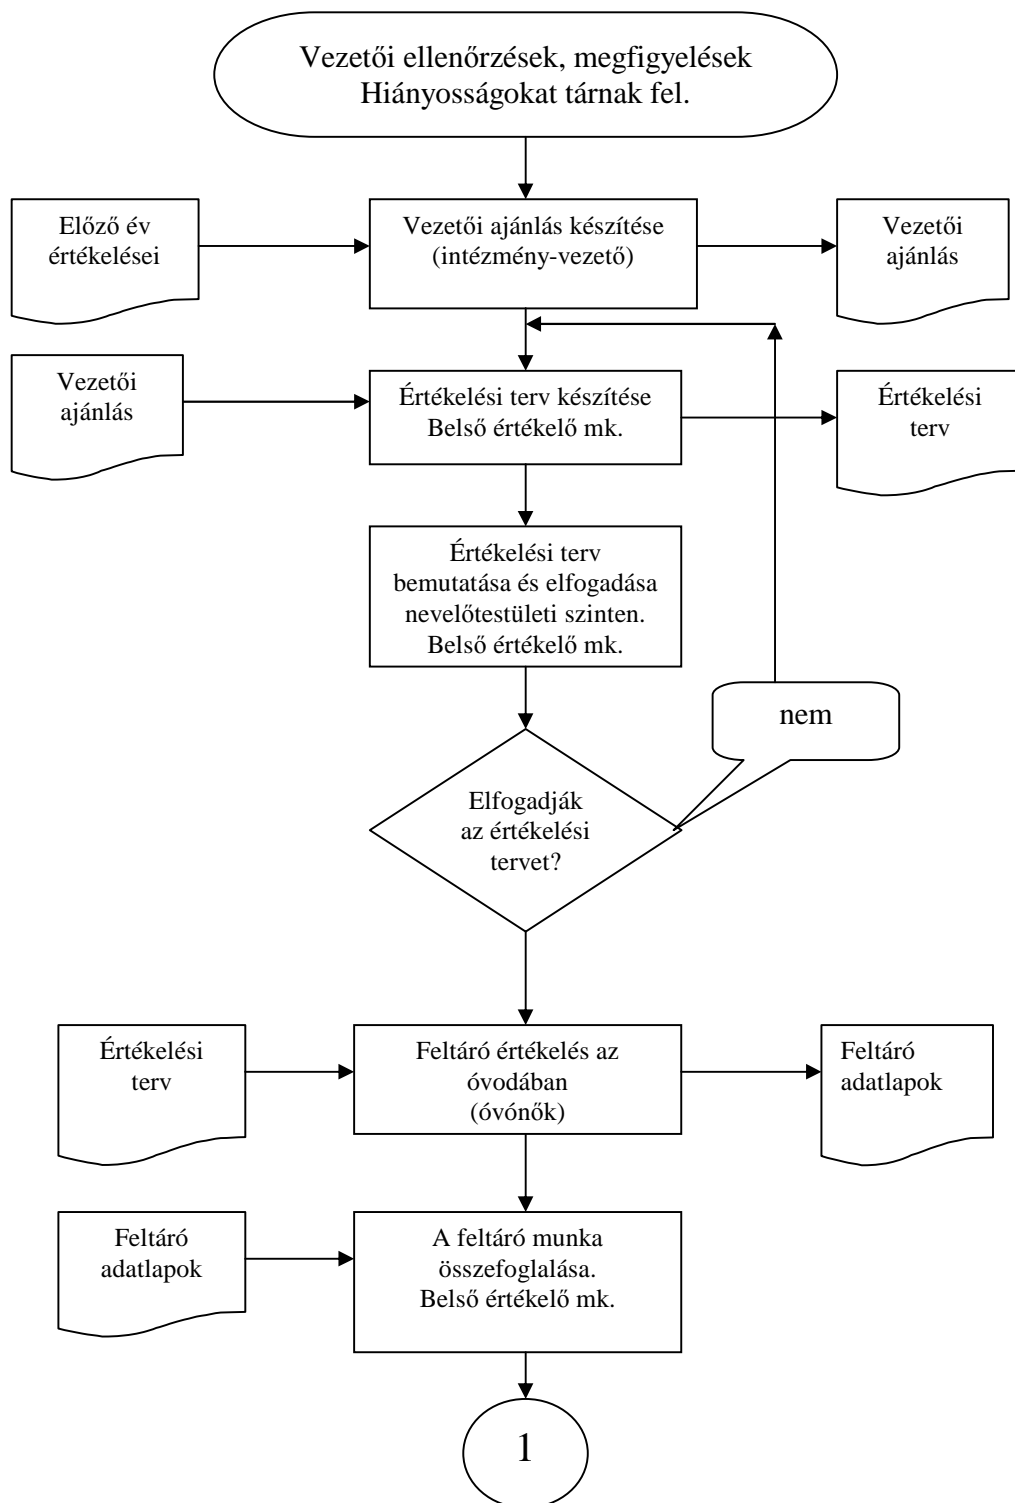 Vezetői ellenőrzések, megfigyelések
Hiányosságokat tárnak fel.
Előző év
értékelései
Vezetői ajánlás készítése
(intézmény-vezető)
Vezetői
ajánlás
Vezetői
ajánlás
Értékelési terv készítése
Belső értékelő mk.
Értékelési
terv
Értékelési terv
bemutatása és elfogadása
nevelőtestületi szinten.
Belső értékelő mk.
nem
Elfogadják
az értékelési
tervet?
Értékelési
terv
Feltáró értékelés az
óvodában
(óvónők)
Feltáró
adatlapok
Feltáró
adatlapok
A feltáró munka
összefoglalása.
Belső értékelő mk.
1